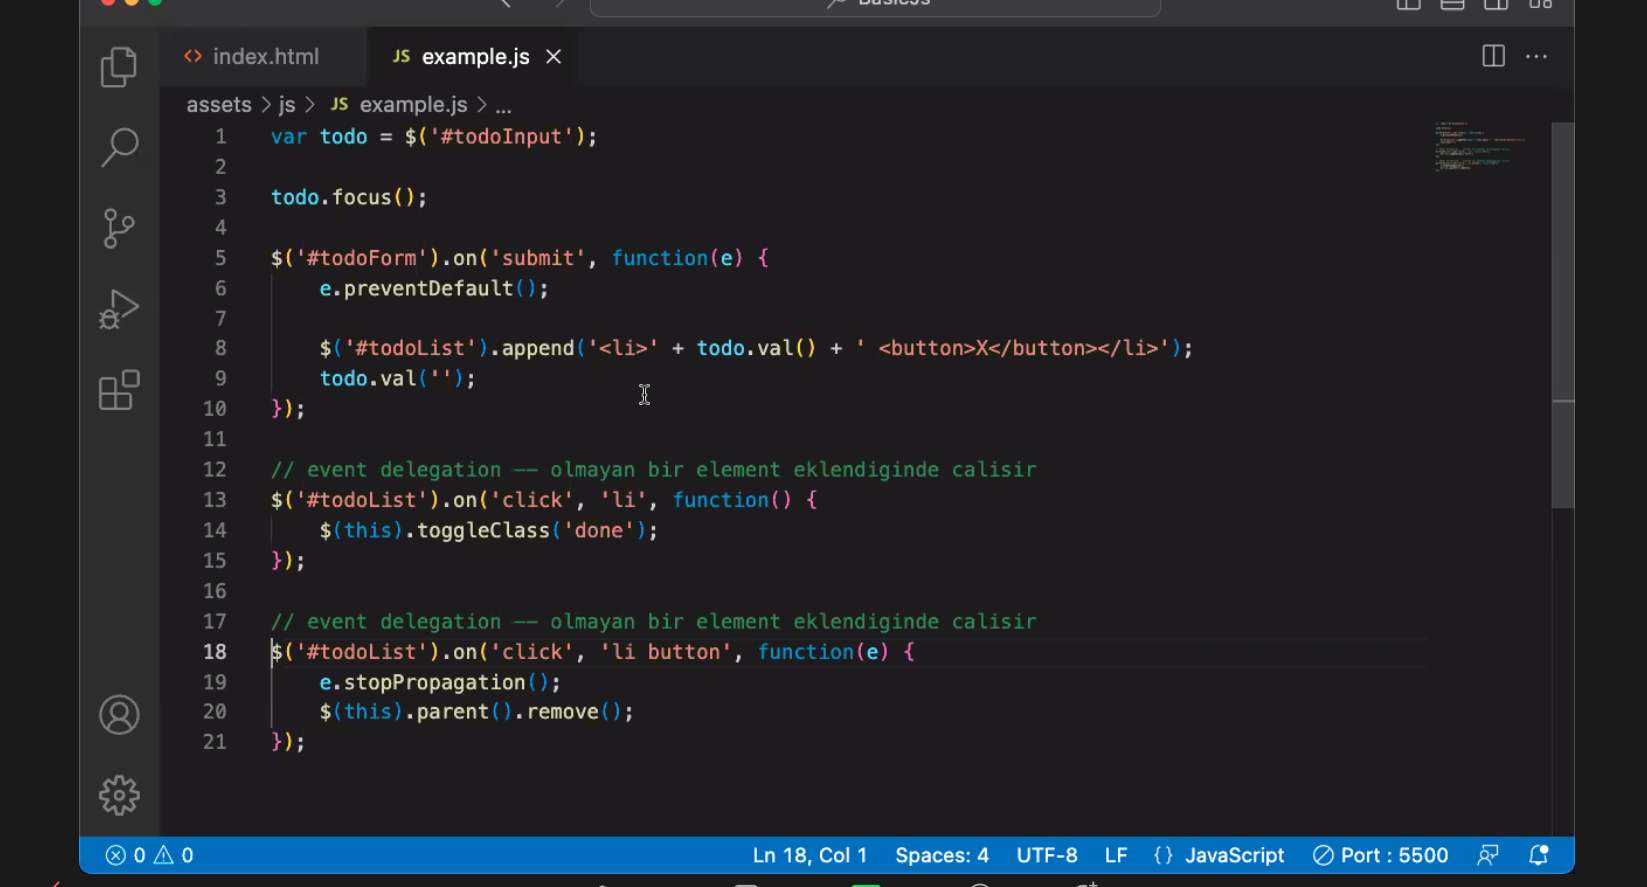 BasicJs
index.html
JS example.js
assets > js > JS example.js > ...
1 var todo = $('#todoInput');
2
3 todo.focus();
4
5 $('#todoForm').on('submit', function(e) {
6     e.preventDefault();
7
8     $('#todoList').append('<li>' + todo.val() + ' <button>X</button></li>');
9     todo.val('');
10 });
11
12 // event delegation –– olmayan bir element eklendiginde calisir
13 $('#todoList').on('click', 'li', function() {
14     $(this).toggleClass('done');
15 });
16
17 // event delegation –– olmayan bir element eklendiginde calisir
18 $('#todoList').on('click', 'li button', function(e) {
19     e.stopPropagation();
20     $(this).parent().remove();
21 });
0 0 Ln 18, Col 1 Spaces: 4 UTF-8 LF {} JavaScript Port : 5500